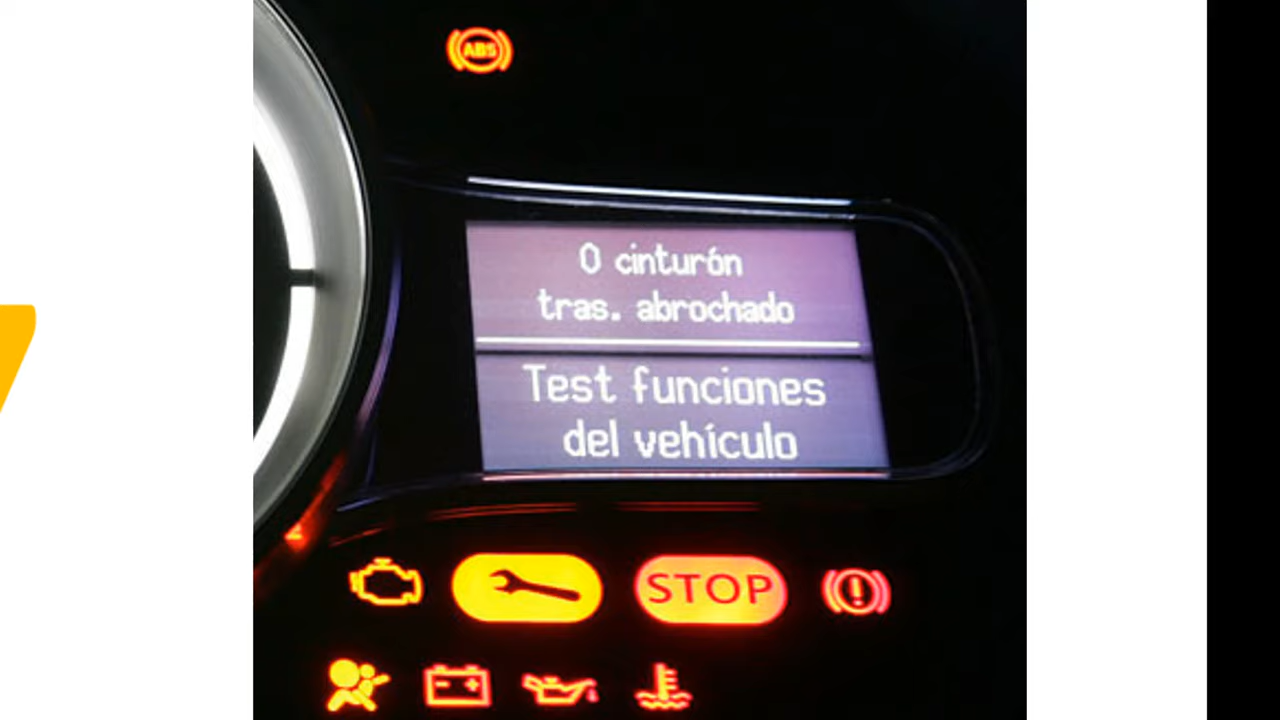 ABS
0 cinturón
tras. abrochado
Test funciones
del vehículo
STOP